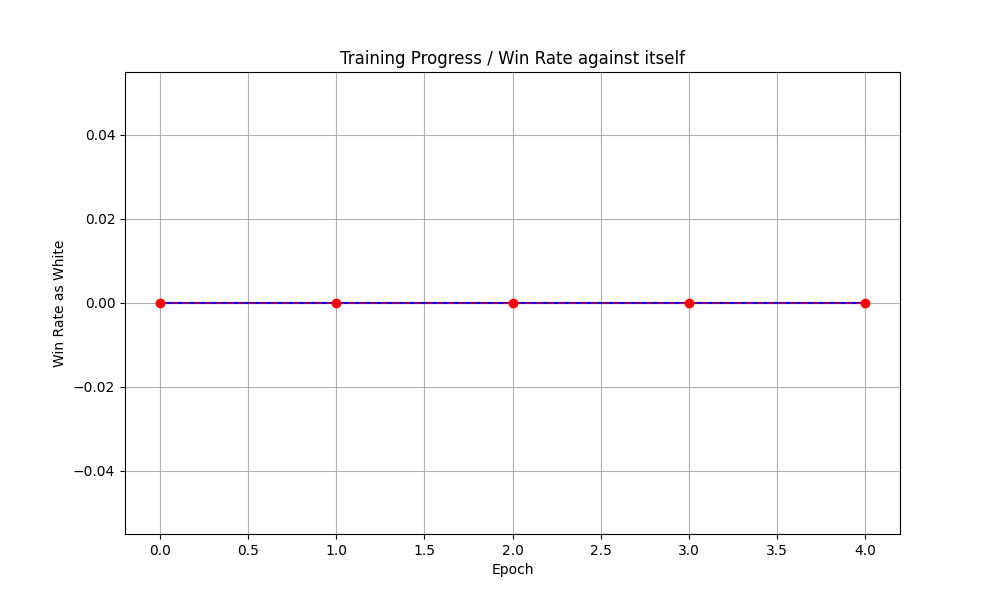 Training Progress / Win Rate against itself
Win Rate as White
0.04
0.02
0.00
−0.02
−0.04
0.0 0.5 1.0 1.5 2.0 2.5 3.0 3.5 4.0
Epoch